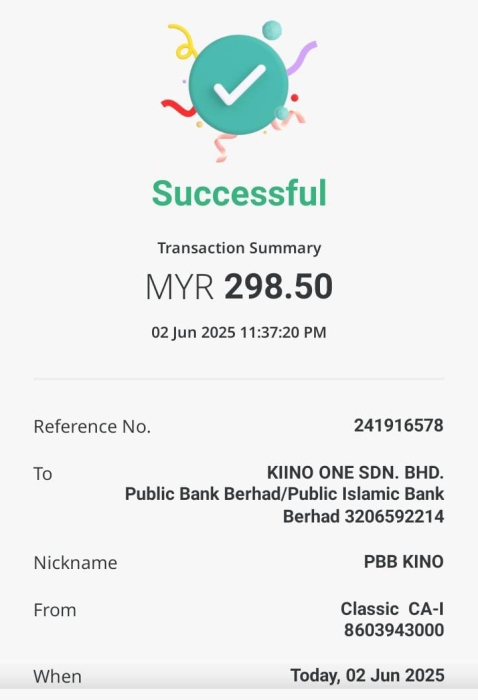 Successful
Transaction Summary
MYR 298.50
02 Jun 2025 11:37:20 PM
Reference No. 241916578
To KIINO ONE SDN. BHD.
Public Bank Berhad/Public Islamic Bank
Berhad 3206592214
Nickname PBB KINO
From Classic CA-I
8603943000
When Today, 02 Jun 2025